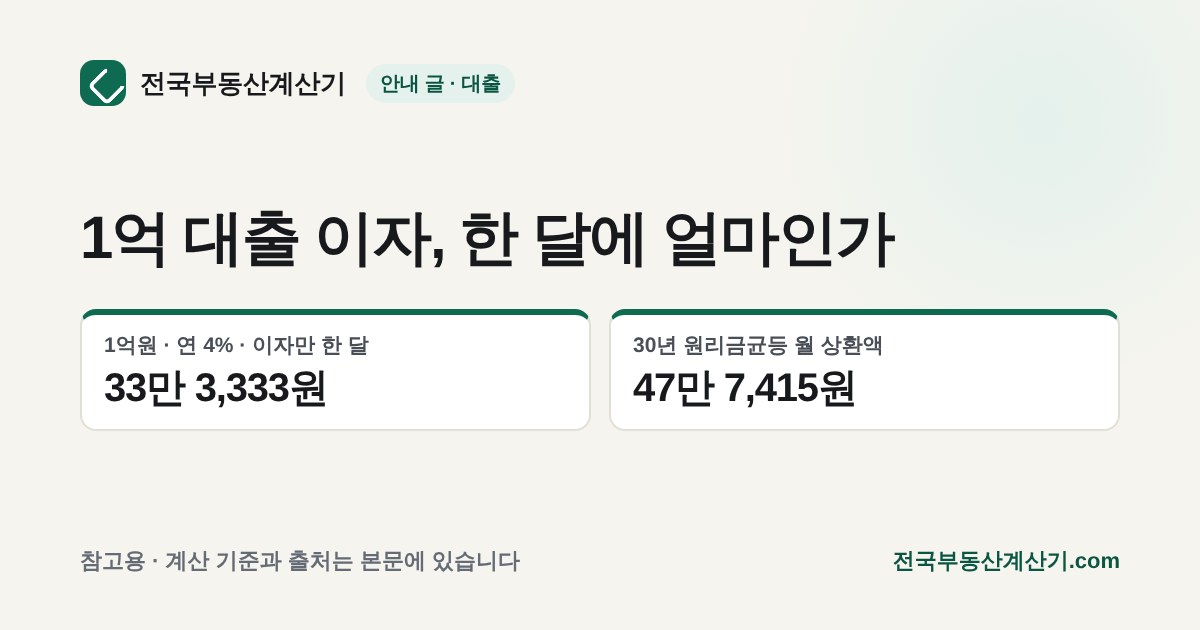 전국부동산계산기
안내 글 · 대출
1억 대출 이자, 한 달에 얼마인가
1억원 · 연 4% · 이자만 한 달
33만 3,333원
30년 원리금균등 월 상환액
47만 7,415원
참고용 · 계산 기준과 출처는 본문에 있습니다
전국부동산계산기.com